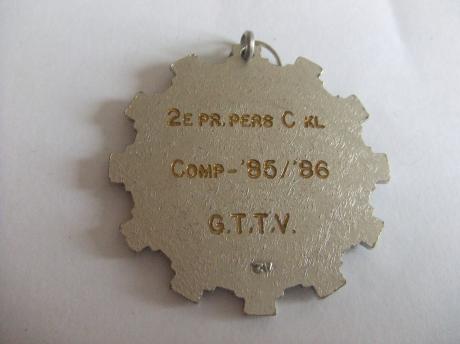 2E PR. PERS C KL
COMP-'85/'86
G.T.T.V.